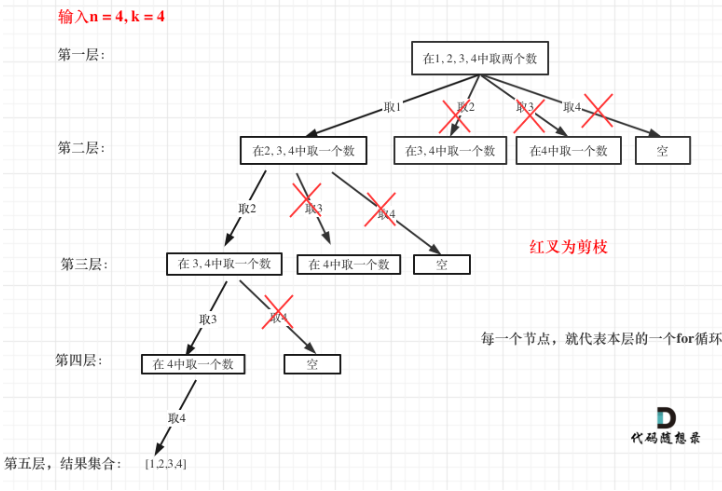 输入n = 4, k = 4
第一层：
在1, 2, 3, 4中取两个数
取1
取2
取3
取4
第二层：
在2, 3, 4中取一个数
在3, 4中取一个数
在4中取一个数
空
取2
取3
取4
红叉为剪枝
第三层：
在 3, 4中取一个数
在 4中取一个数
空
取3
取4
每一个节点，就代表本层的一个for循环
第四层：
在 4中取一个数
空
取4
代码随想录
第五层，结果集合：
[1,2,3,4]